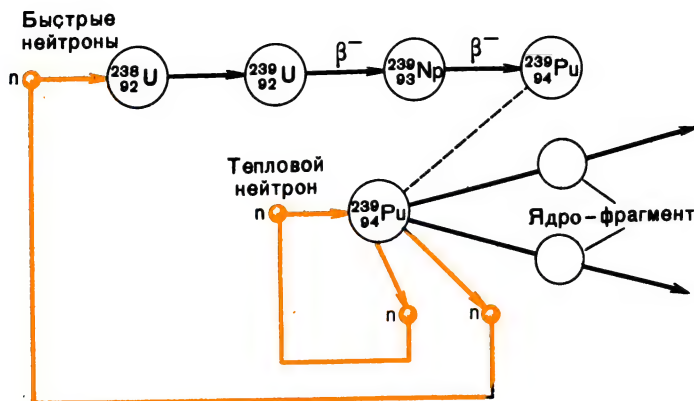 Быстрые
нейтроны
n 238 92 U 239 92 U β⁻ 239 93 Np β⁻ 239 94 Pu
Тепловой
нейтрон
n 239 94 Pu
Ядро-фрагмент
n n